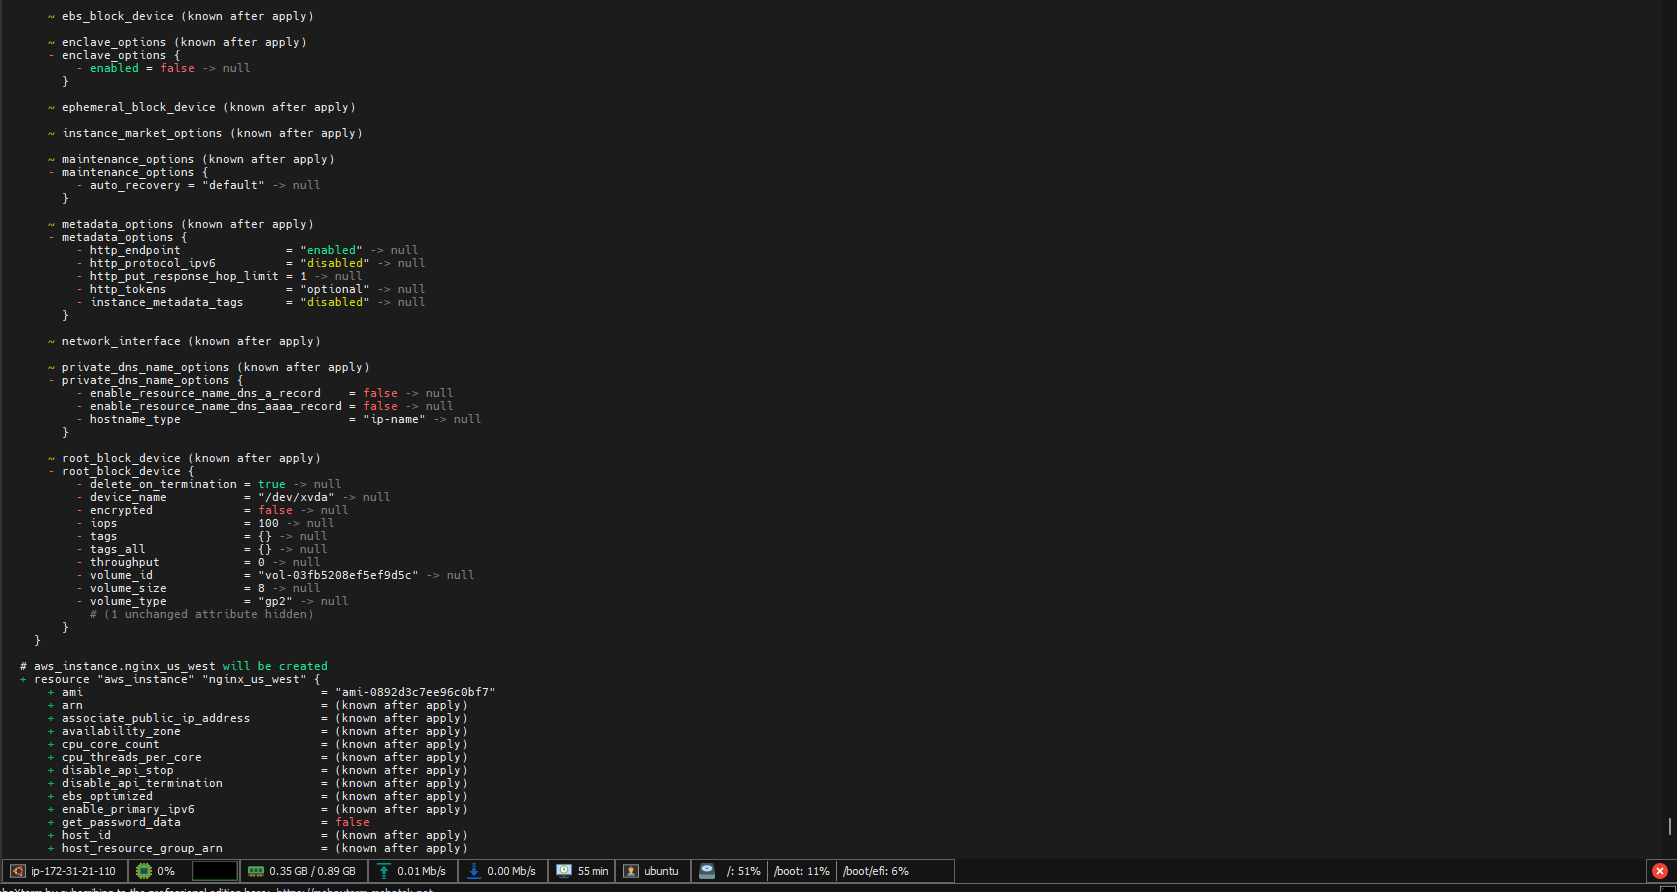 ~ ebs_block_device (known after apply)
~ enclave_options (known after apply)
- enclave_options {
- enabled = false -> null
}
~ ephemeral_block_device (known after apply)
~ instance_market_options (known after apply)
~ maintenance_options (known after apply)
- maintenance_options {
- auto_recovery = "default" -> null
}
~ metadata_options (known after apply)
- metadata_options {
- http_endpoint = "enabled" -> null
- http_protocol_ipv6 = "disabled" -> null
- http_put_response_hop_limit = 1 -> null
- http_tokens = "optional" -> null
- instance_metadata_tags = "disabled" -> null
}
~ network_interface (known after apply)
~ private_dns_name_options (known after apply)
- private_dns_name_options {
- enable_resource_name_dns_a_record = false -> null
- enable_resource_name_dns_aaaa_record = false -> null
- hostname_type = "ip-name" -> null
}
~ root_block_device (known after apply)
- root_block_device {
- delete_on_termination = true -> null
- device_name = "/dev/xvda" -> null
- encrypted = false -> null
- iops = 100 -> null
- tags = {} -> null
- tags_all = {} -> null
- throughput = 0 -> null
- volume_id = "vol-03fb5208ef5ef9d5c" -> null
- volume_size = 8 -> null
- volume_type = "gp2" -> null
# (1 unchanged attribute hidden)
}
}
# aws_instance.nginx_us_west will be created
+ resource "aws_instance" "nginx_us_west" {
+ ami = "ami-0892d3c7ee96c0bf7"
+ arn = (known after apply)
+ associate_public_ip_address = (known after apply)
+ availability_zone = (known after apply)
+ cpu_core_count = (known after apply)
+ cpu_threads_per_core = (known after apply)
+ disable_api_stop = (known after apply)
+ disable_api_termination = (known after apply)
+ ebs_optimized = (known after apply)
+ enable_primary_ipv6 = (known after apply)
+ get_password_data = false
+ host_id = (known after apply)
+ host_resource_group_arn = (known after apply)
ip-172-31-21-110 0% 0.35 GB / 0.89 GB 0.01 Mb/s 0.00 Mb/s 55 min ubuntu /: 51% /boot: 11% /boot/efi: 6%